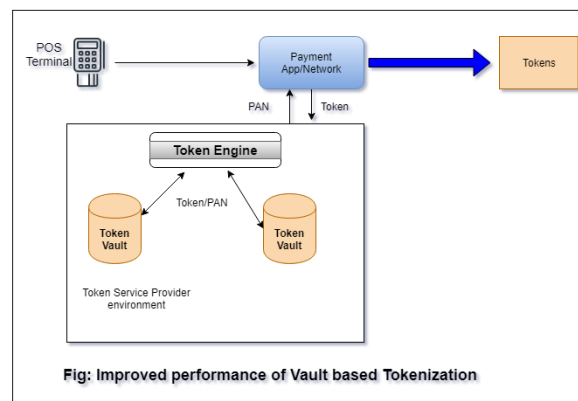 POS
Terminal
Payment
App/Network
Tokens
PAN
Token
Token Engine
Token/PAN
Token
Vault
Token
Vault
Token Service Provider
environment
Fig: Improved performance of Vault based Tokenization